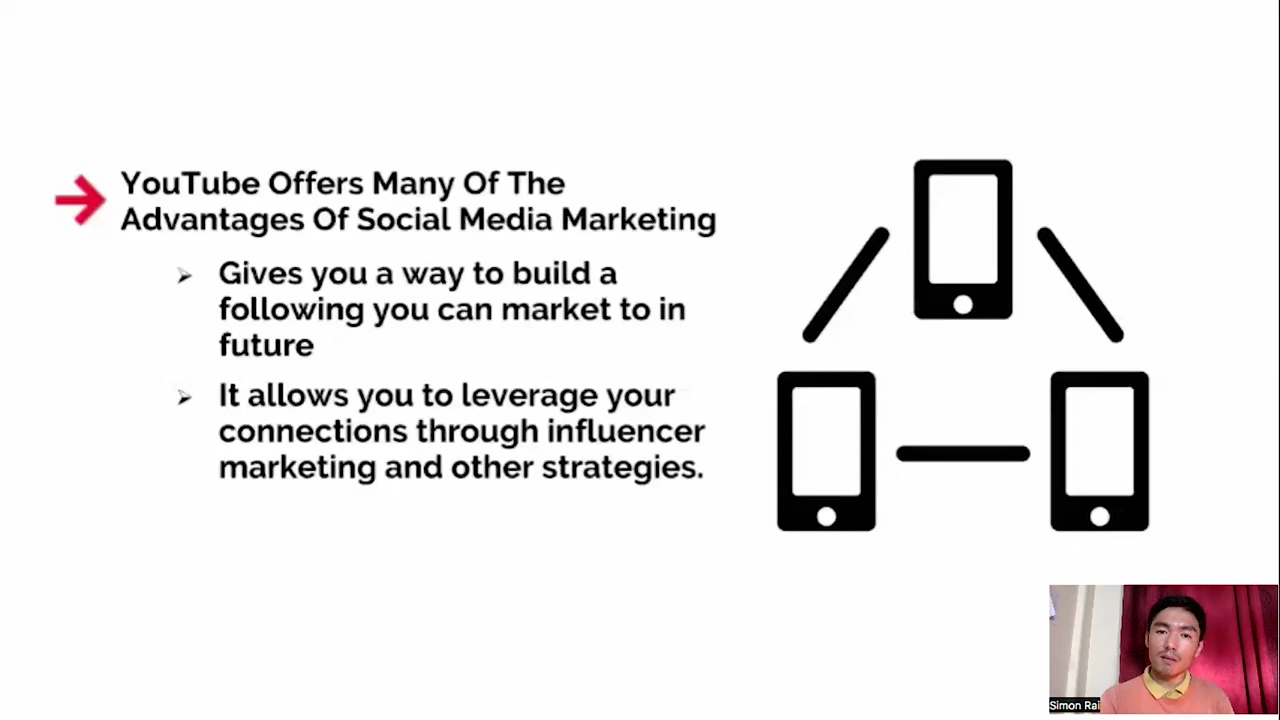 YouTube Offers Many Of The
Advantages Of Social Media Marketing
Gives you a way to build a
following you can market to in
future
It allows you to leverage your
connections through influencer
marketing and other strategies.
Simon Rai